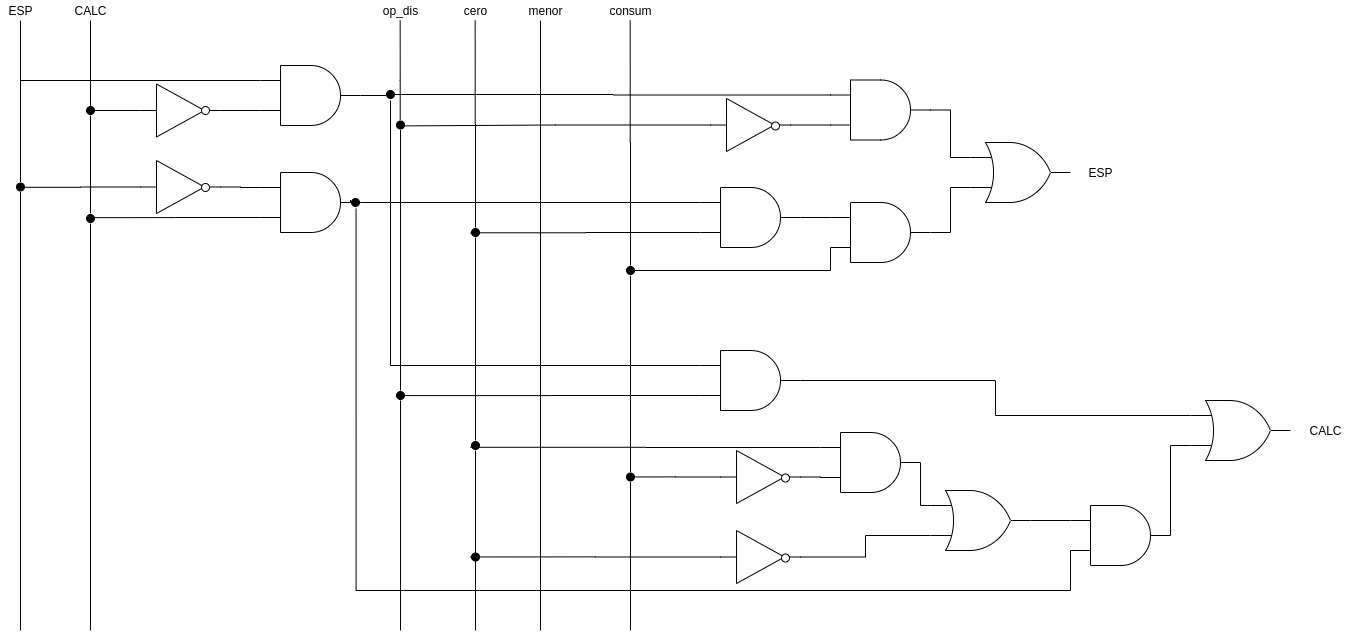 ESP
CALC
op_dis
cero
menor
consum
ESP
CALC